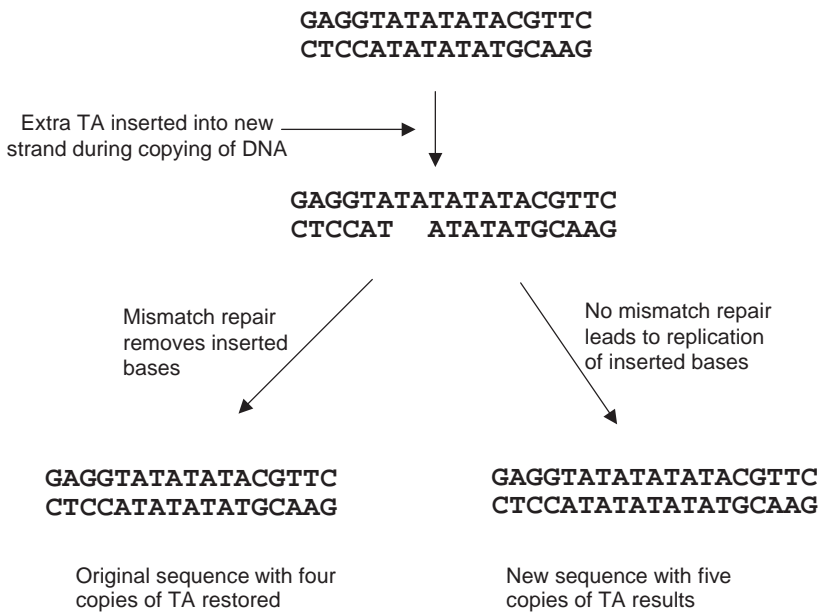 GAGGTATATATACGTTC
CTCCATATATATGCAAG
Extra TA inserted into new
strand during copying of DNA
GAGGTATATATATACGTTC
CTCCAT ATATATGCAAG
Mismatch repair
removes inserted
bases
No mismatch repair
leads to replication
of inserted bases
GAGGTATATATACGTTC
CTCCATATATATGCAAG
GAGGTATATATATACGTTC
CTCCATATATATATGCAAG
Original sequence with four
copies of TA restored
New sequence with five
copies of TA results